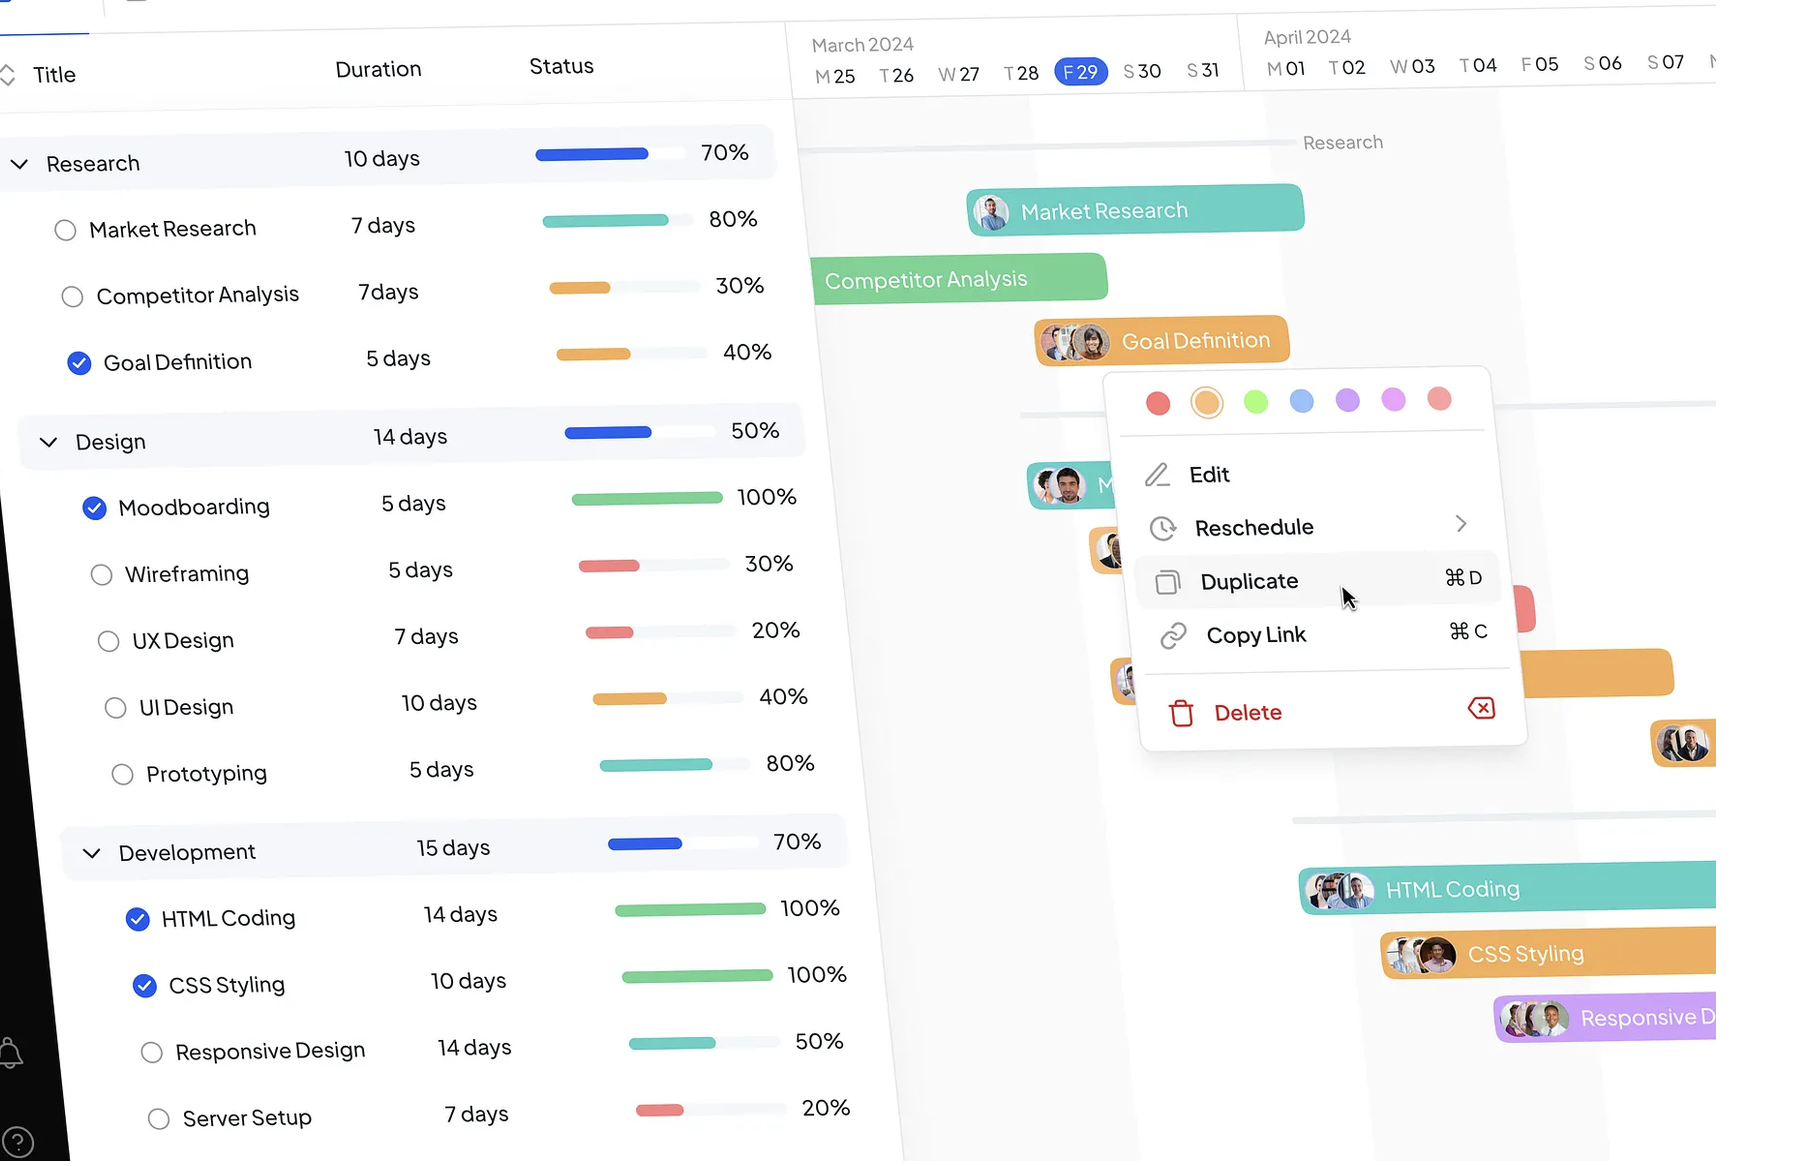 Title Duration Status
March 2024 April 2024
M 25 T 26 W 27 T 28 F 29 S 30 S 31 M 01 T 02 W 03 T 04 F 05 S 06 S 07
Research 10 days 70%
Research
Market Research 7 days 80%
Market Research
Competitor Analysis 7days 30%
Competitor Analysis
Goal Definition 5 days 40%
Goal Definition
Design 14 days 50%
Moodboarding 5 days 100%
M
Wireframing 5 days 30%
UX Design 7 days 20%
UI Design 10 days 40%
Prototyping 5 days 80%
Edit
Reschedule
Duplicate ⌘ D
Copy Link ⌘ C
Delete
Development 15 days 70%
HTML Coding 14 days 100%
HTML Coding
CSS Styling 10 days 100%
CSS Styling
Responsive Design 14 days 50%
Responsive D
Server Setup 7 days 20%